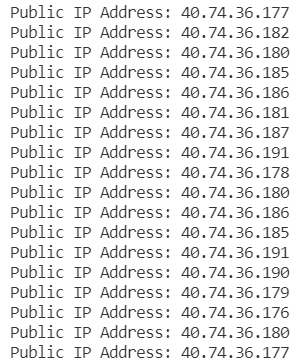 Public IP Address: 40.74.36.177
Public IP Address: 40.74.36.182
Public IP Address: 40.74.36.180
Public IP Address: 40.74.36.185
Public IP Address: 40.74.36.186
Public IP Address: 40.74.36.181
Public IP Address: 40.74.36.187
Public IP Address: 40.74.36.191
Public IP Address: 40.74.36.178
Public IP Address: 40.74.36.180
Public IP Address: 40.74.36.186
Public IP Address: 40.74.36.185
Public IP Address: 40.74.36.191
Public IP Address: 40.74.36.190
Public IP Address: 40.74.36.179
Public IP Address: 40.74.36.176
Public IP Address: 40.74.36.180
Public IP Address: 40.74.36.177